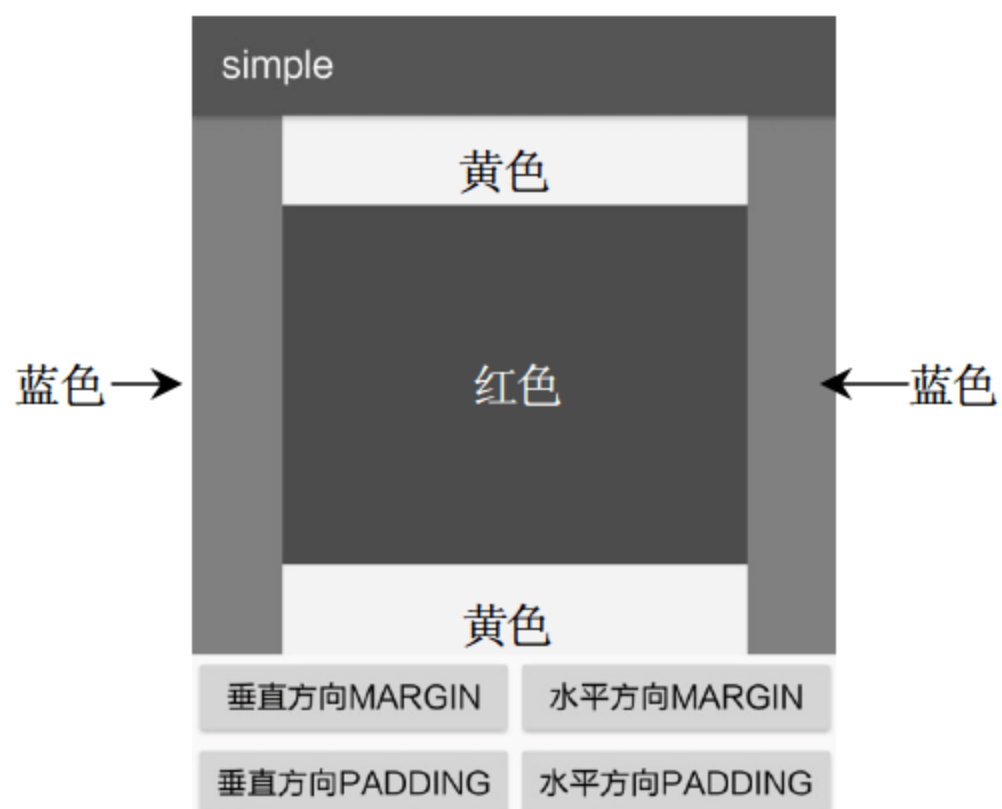 simple
黄色
红色
蓝色
蓝色
黄色
垂直方向MARGIN
水平方向MARGIN
垂直方向PADDING
水平方向PADDING